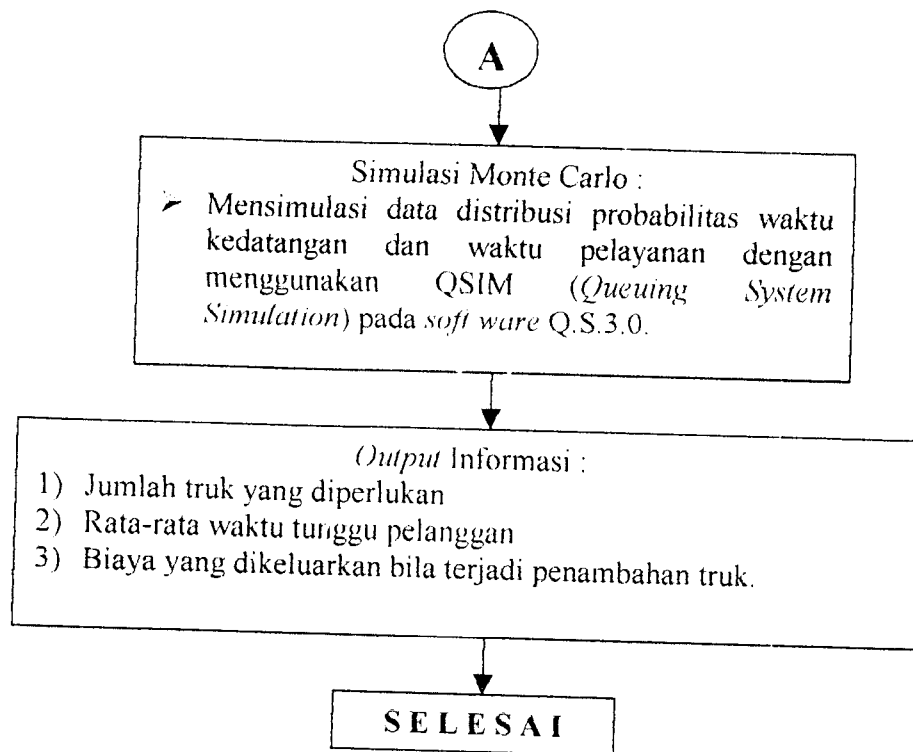 A
Simulasi Monte Carlo :
➤ Mensimulasi data distribusi probabilitas waktu
kedatangan dan waktu pelayanan dengan
menggunakan QSIM (Queuing System
Simulation) pada soft ware Q.S.3.0.
Output Informasi :
1) Jumlah truk yang diperlukan
2) Rata-rata waktu tunggu pelanggan
3) Biaya yang dikeluarkan bila terjadi penambahan truk.
S E L E S A I